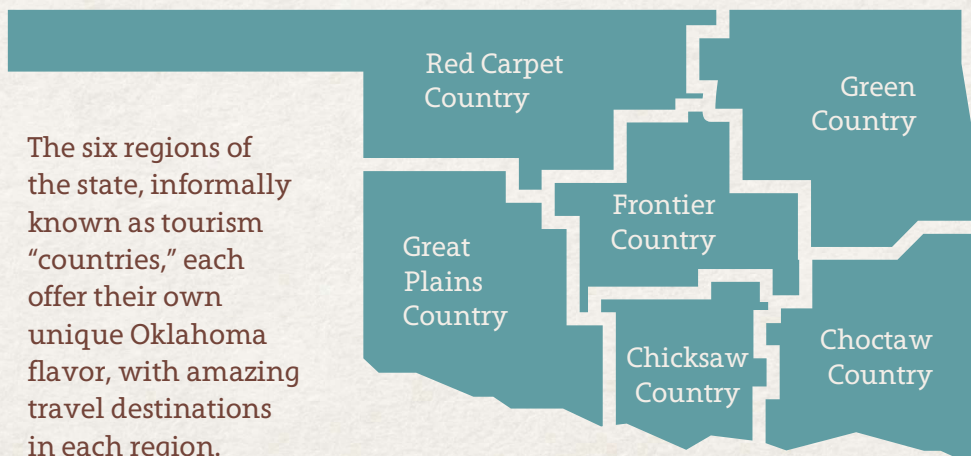 Red Carpet
Country
Green
Country
The six regions of
the state, informally
known as tourism
“countries,” each
offer their own
unique Oklahoma
flavor, with amazing
travel destinations
in each region.
Frontier
Country
Great
Plains
Country
Chicksaw
Country
Choctaw
Country